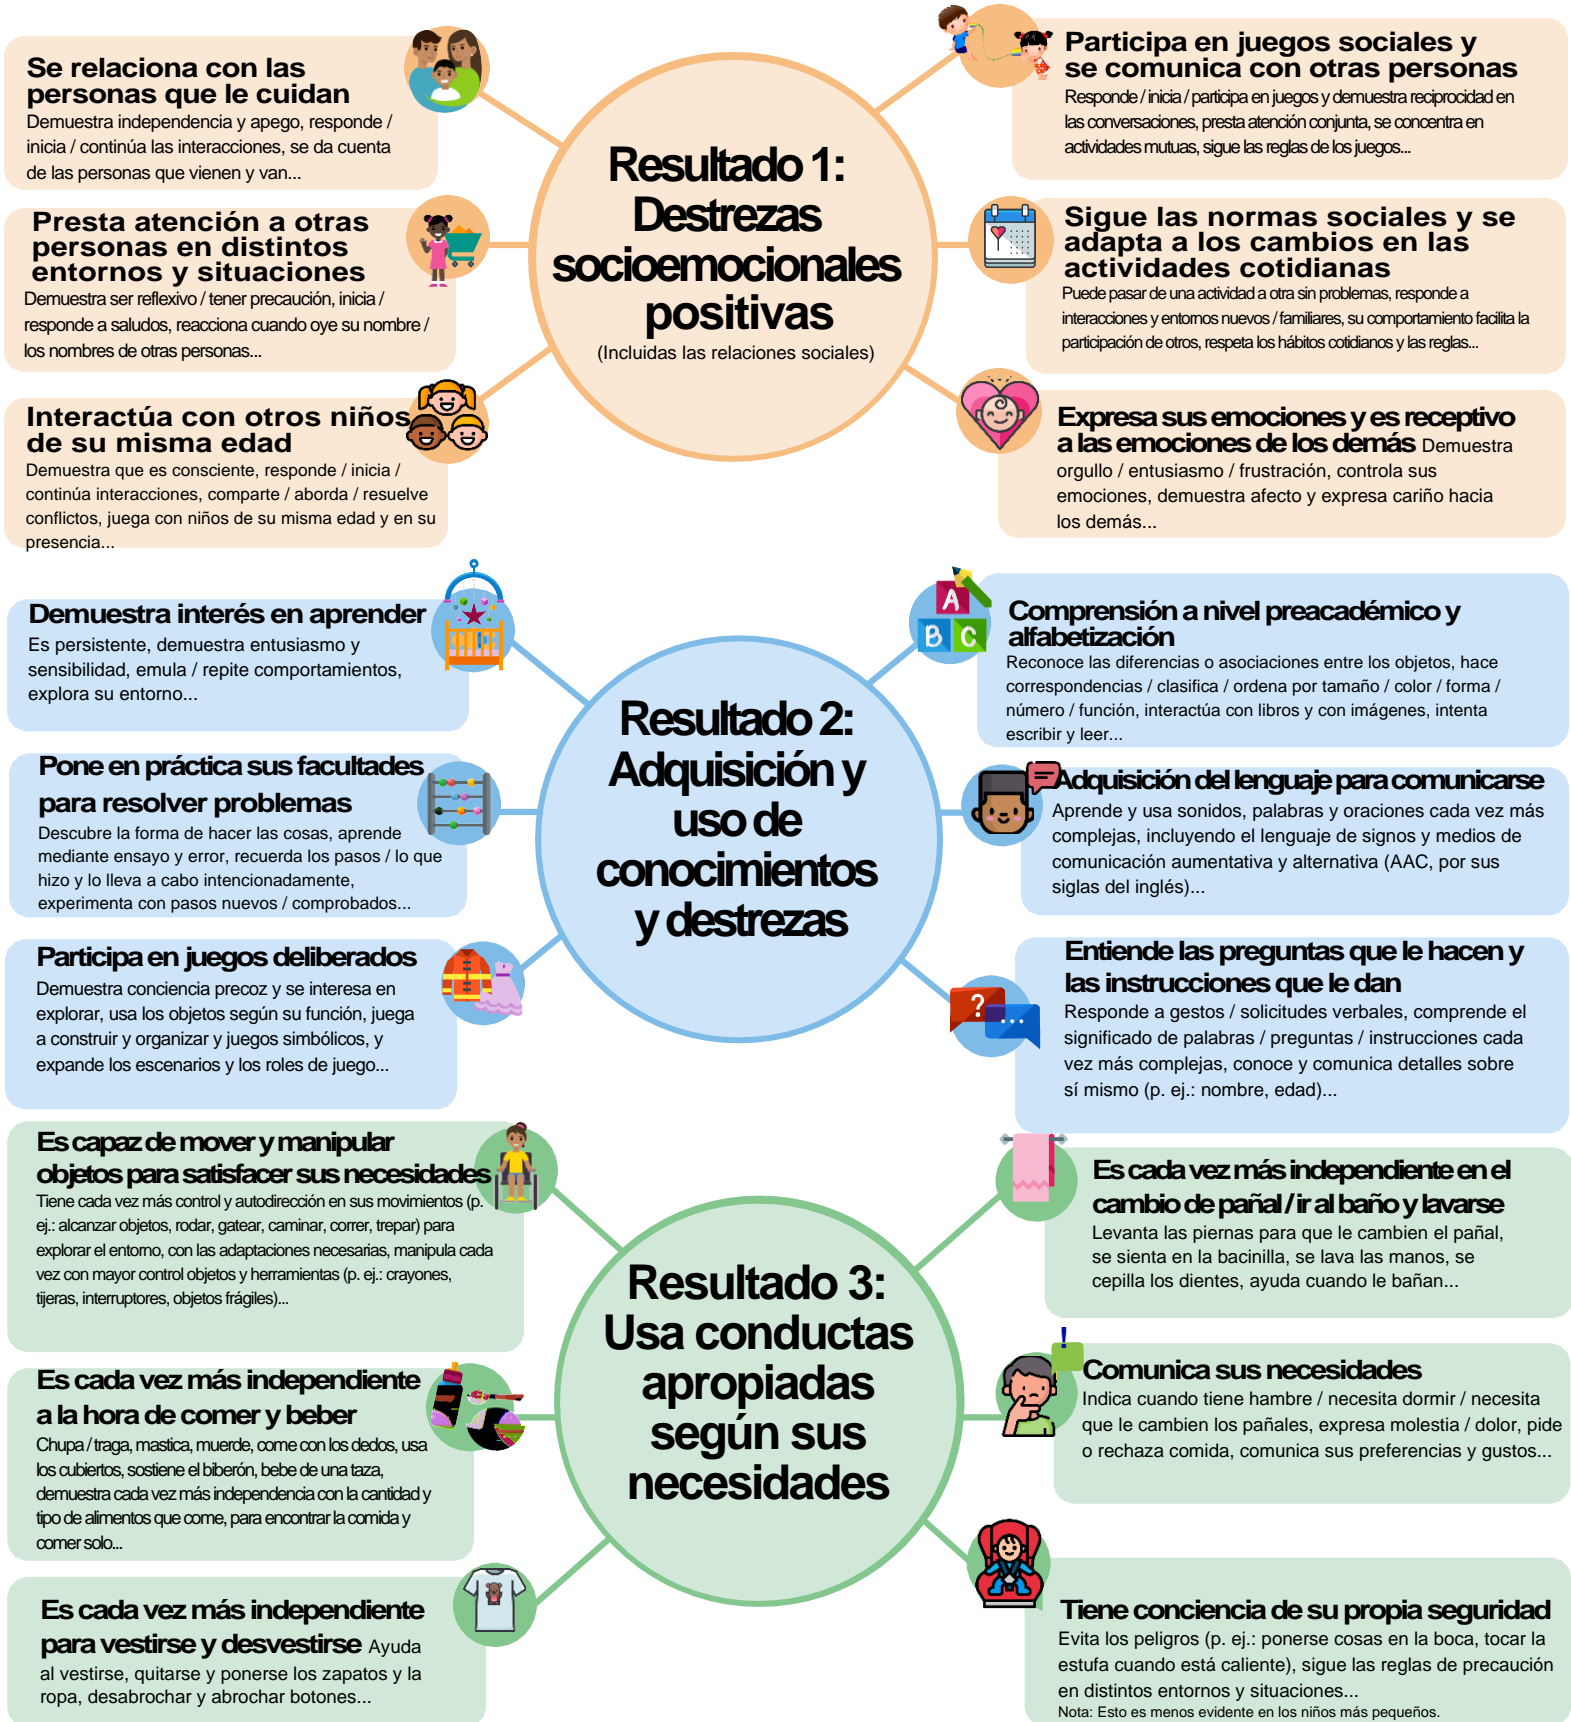 Se relaciona con las
personas que le cuidan
Demuestra independencia y apego, responde /
inicia / continúa las interacciones, se da cuenta
de las personas que vienen y van...
Presta atención a otras
personas en distintos
entornos y situaciones
Demuestra ser reflexivo / tener precaución, inicia /
responde a saludos, reacciona cuando oye su nombre /
los nombres de otras personas...
Interactúa con otros niños
de su misma edad
Demuestra que es consciente, responde / inicia /
continúa interacciones, comparte / aborda / resuelve
conflictos, juega con niños de su misma edad y en su
presencia...
Resultado 1:
Destrezas
socioemocionales
positivas
(Incluidas las relaciones sociales)
Participa en juegos sociales y
se comunica con otras personas
Responde / inicia / participa en juegos y demuestra reciprocidad en
las conversaciones, presta atención conjunta, se concentra en
actividades mutuas, sigue las reglas de los juegos...
Sigue las normas sociales y se
adapta a los cambios en las
actividades cotidianas
Puede pasar de una actividad a otra sin problemas, responde a
interacciones y entornos nuevos / familiares, su comportamiento facilita la
participación de otros, respeta los hábitos cotidianos y las reglas...
Expresa sus emociones y es receptivo
a las emociones de los demás Demuestra
orgullo / entusiasmo / frustración, controla sus
emociones, demuestra afecto y expresa cariño hacia
los demás...
Demuestra interés en aprender
Es persistente, demuestra entusiasmo y
sensibilidad, emula / repite comportamientos,
explora su entorno...
Pone en práctica sus facultades
para resolver problemas
Descubre la forma de hacer las cosas, aprende
mediante ensayo y error, recuerda los pasos / lo que
hizo y lo lleva a cabo intencionadamente,
experimenta con pasos nuevos / comprobados...
Participa en juegos deliberados
Demuestra conciencia precoz y se interesa en
explorar, usa los objetos según su función, juega
a construir y organizar y juegos simbólicos, y
expande los escenarios y los roles de juego...
Resultado 2:
Adquisición y
uso de
conocimientos
y destrezas
A
B C
Comprensión a nivel preacadémico y
alfabetización
Reconoce las diferencias o asociaciones entre los objetos, hace
correspondencias / clasifica / ordena por tamaño / color / forma /
número / función, interactúa con libros y con imágenes, intenta
escribir y leer...
Adquisición del lenguaje para comunicarse
Aprende y usa sonidos, palabras y oraciones cada vez más
complejas, incluyendo el lenguaje de signos y medios de
comunicación aumentativa y alternativa (AAC, por sus
siglas del inglés)...
? ...
Entiende las preguntas que le hacen y
las instrucciones que le dan
Responde a gestos / solicitudes verbales, comprende el
significado de palabras / preguntas / instrucciones cada
vez más complejas, conoce y comunica detalles sobre
sí mismo (p. ej.: nombre, edad)...
Es capaz de mover y manipular
objetos para satisfacer sus necesidades
Tiene cada vez más control y autodirección en sus movimientos (p.
ej.: alcanzar objetos, rodar, gatear, caminar, correr, trepar) para
explorar el entorno, con las adaptaciones necesarias, manipula cada
vez con mayor control objetos y herramientas (p. ej.: crayones,
tijeras, interruptores, objetos frágiles)...
Es cada vez más independiente
a la hora de comer y beber
Chupa / traga, mastica, muerde, come con los dedos, usa
los cubiertos, sostiene el biberón, bebe de una taza,
demuestra cada vez más independencia con la cantidad y
tipo de alimentos que come, para encontrar la comida y
comer solo...
Es cada vez más independiente
para vestirse y desvestirse Ayuda
al vestirse, quitarse y ponerse los zapatos y la
ropa, desabrochar y abrochar botones...
Resultado 3:
Usa conductas
apropiadas
según sus
necesidades
Es cada vez más independiente en el
cambio de pañal / ir al baño y lavarse
Levanta las piernas para que le cambien el pañal,
se sienta en la bacinilla, se lava las manos, se
cepilla los dientes, ayuda cuando le bañan...
!
Comunica sus necesidades
Indica cuando tiene hambre / necesita dormir / necesita
que le cambien los pañales, expresa molestia / dolor, pide
o rechaza comida, comunica sus preferencias y gustos...
Tiene conciencia de su propia seguridad
Evita los peligros (p. ej.: ponerse cosas en la boca, tocar la
estufa cuando está caliente), sigue las reglas de precaución
en distintos entornos y situaciones...
Nota: Esto es menos evidente en los niños más pequeños.